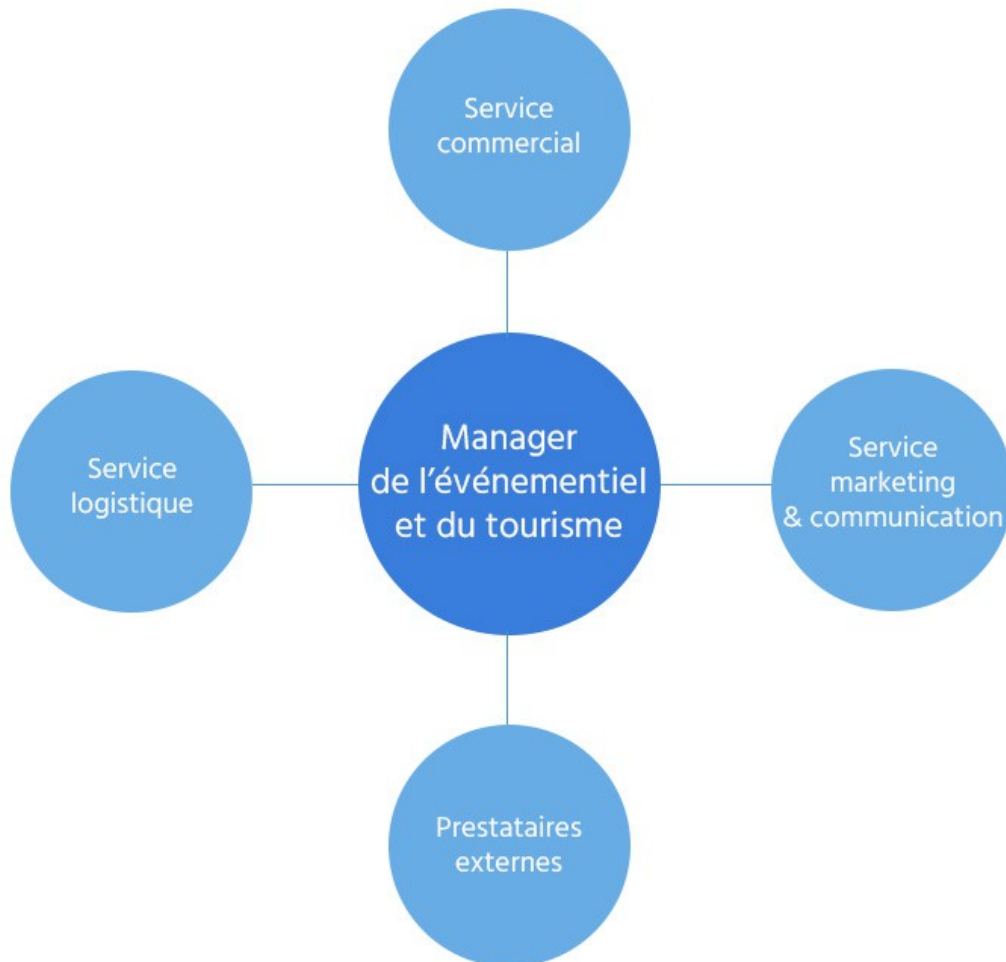 Service
commercial
Service
logistique
Manager
de l’événementiel
et du tourisme
Service
marketing
& communication
Prestataires
externes